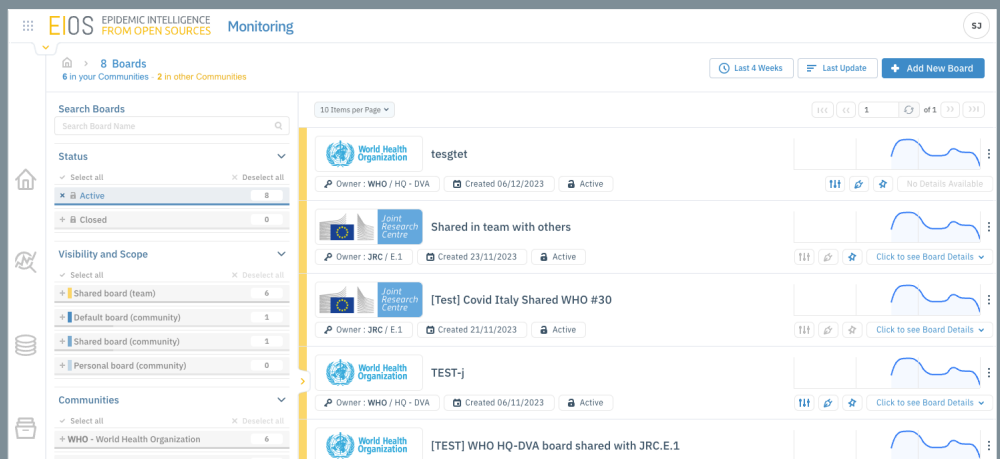 EIOS EPIDEMIC INTELLIGENCE
FROM OPEN SOURCES
Monitoring
SJ
8 Boards
6 in your Communities - 2 in other Communities
Last 4 Weeks
Last Update
Add New Board
Search Boards
Search Board Name
Status
Select all
Deselect all
Active
8
Closed
0
Visibility and Scope
Select all
Deselect all
Shared board (team)
6
Default board (community)
1
Shared board (community)
1
Personal board (community)
0
Communities
Select all
Deselect all
WHO - World Health Organization
6
10 Items per Page
1
of 1
World Health
Organization
tesgtet
Owner : WHO / HQ - DVA
Created 06/12/2023
Active
No Details Available
Joint
Research
Centre
Shared in team with others
Owner : JRC / E.1
Created 23/11/2023
Active
Click to see Board Details
Joint
Research
Centre
[Test] Covid Italy Shared WHO #30
Owner : JRC / E.1
Created 21/11/2023
Active
Click to see Board Details
World Health
Organization
TEST-j
Owner : WHO / HQ - DVA
Created 06/11/2023
Active
Click to see Board Details
World Health
Organization
[TEST] WHO HQ-DVA board shared with JRC.E.1